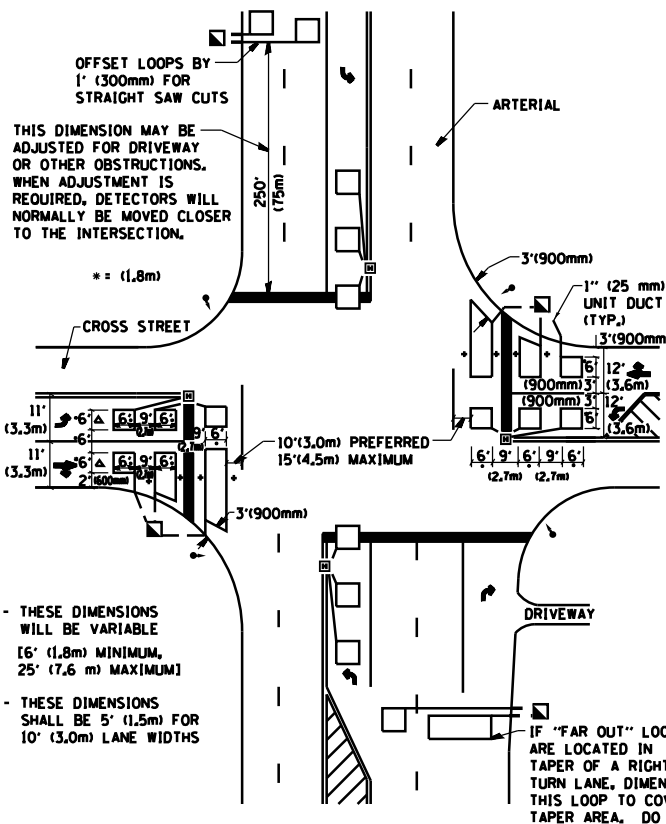 OFFSET LOOPS BY
1' (300mm) FOR
STRAIGHT SAW CUTS
THIS DIMENSION MAY BE
ADJUSTED FOR DRIVEWAY
OR OTHER OBSTRUCTIONS.
WHEN ADJUSTMENT IS
REQUIRED, DETECTORS WILL
NORMALLY BE MOVED CLOSER
TO THE INTERSECTION.
250'
(75m)
* = (1.8m)
ARTERIAL
CROSS STREET
3'(900mm)
1" (25 mm)
UNIT DUCT
(TYP.)
3'(900mm
6'
12'
(3.6m)
(900mm) 3'
(900mm) 3'
12'
6'
(3.6m)
6' 9' 6' 9' 6'
(2.7m) (2.7m)
H
H
H
H
11'
(3.3m)
6'
6' 9' 6'
6'
9' 6'
(2.7m)
11'
(3.3m)
6'
6' 9' 6'
2' (600mm)
10'(3.0m) PREFERRED
15'(4.5m) MAXIMUM
3'(900mm)
- THESE DIMENSIONS
WILL BE VARIABLE
[6' (1.8m) MINIMUM,
25' (7.6 m) MAXIMUM]
- THESE DIMENSIONS
SHALL BE 5' (1.5m) FOR
10' (3.0m) LANE WIDTHS
DRIVEWAY
IF "FAR OUT" LOO
ARE LOCATED IN
TAPER OF A RIGHT
TURN LANE, DIMEN
THIS LOOP TO COV
TAPER AREA. DO